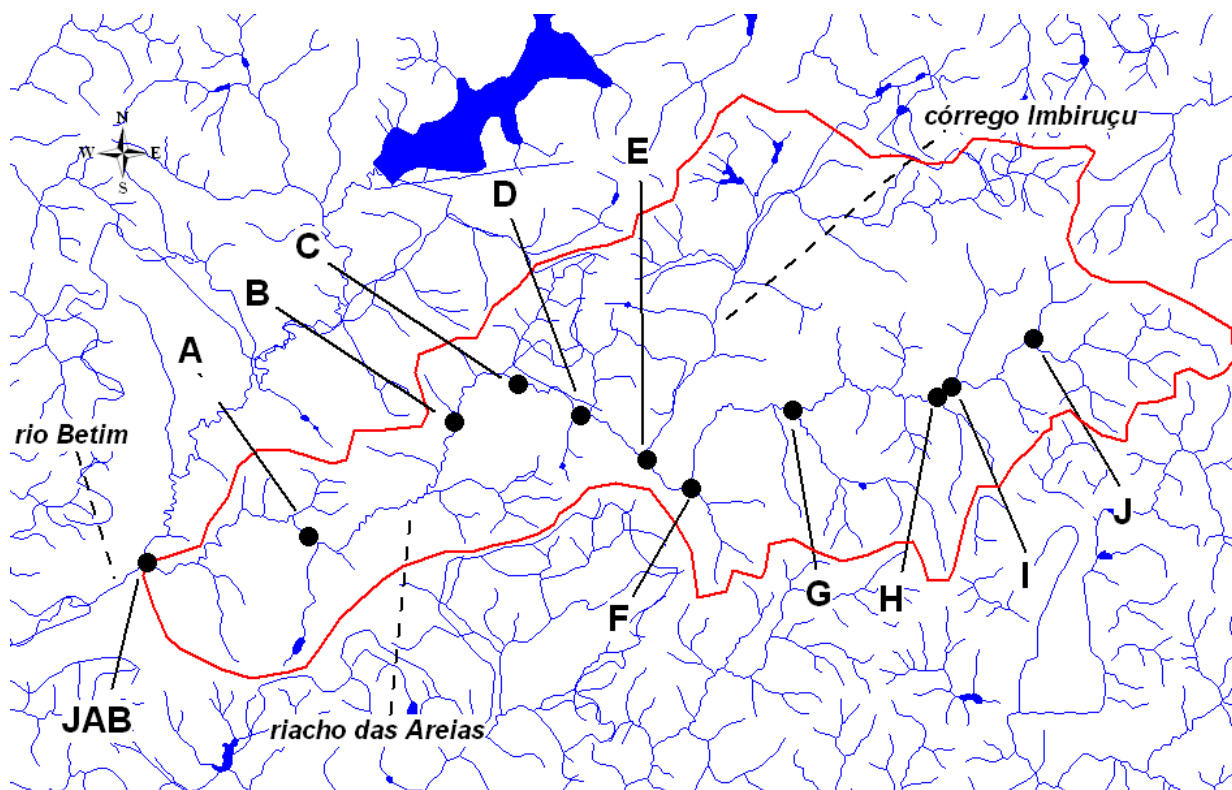 córrego Imbiruçu
N
W E
S
E
D
C
B
A
rio Betim
J
I
H
G
F
JAB
riacho das Areias